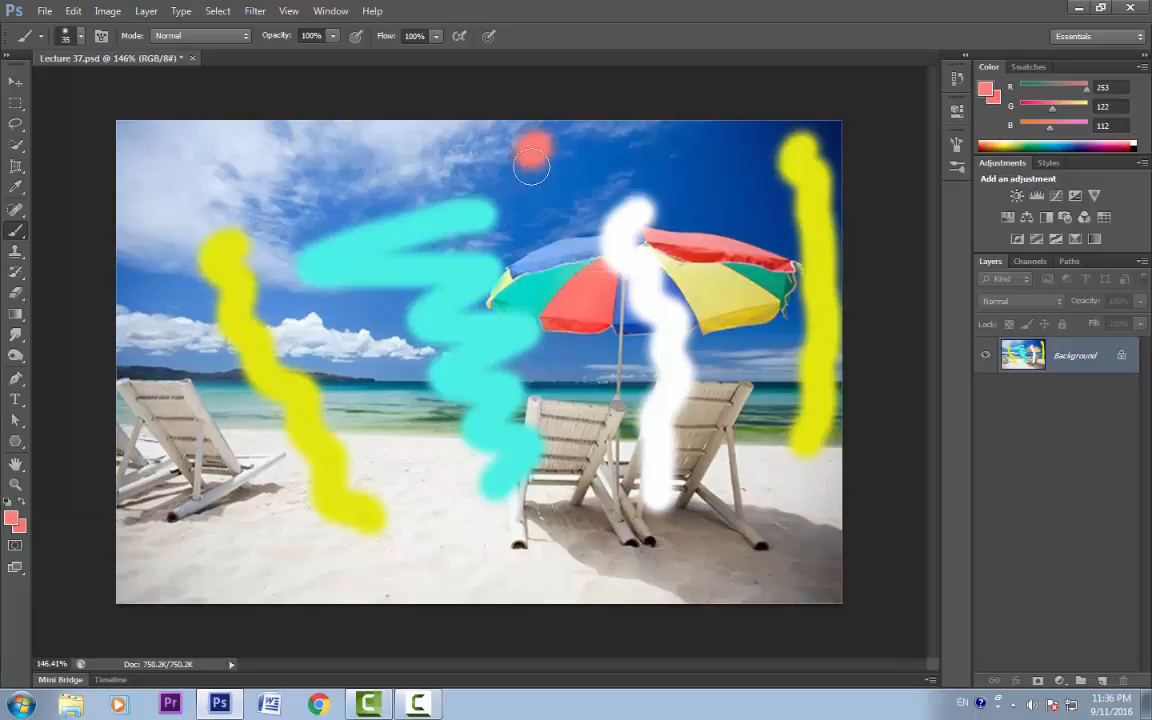 Ps File Edit Image Layer Type Select Filter View Window Help
35 Mode: Normal Opacity: 100% Flow: 100% Essentials
Lecture 37.psd @ 146% (RGB/8#) * ×
Color Swatches
R 253
G 122
B 112
Adjustments Styles
Add an adjustment
Layers Channels Paths
Kind
Normal Opacity: 100%
Lock: Fill: 100%
Background
146.41% Doc: 750.2K/750.2K
Mini Bridge Timeline
Pr Ps W C C EN 11:36 PM
9/11/2016